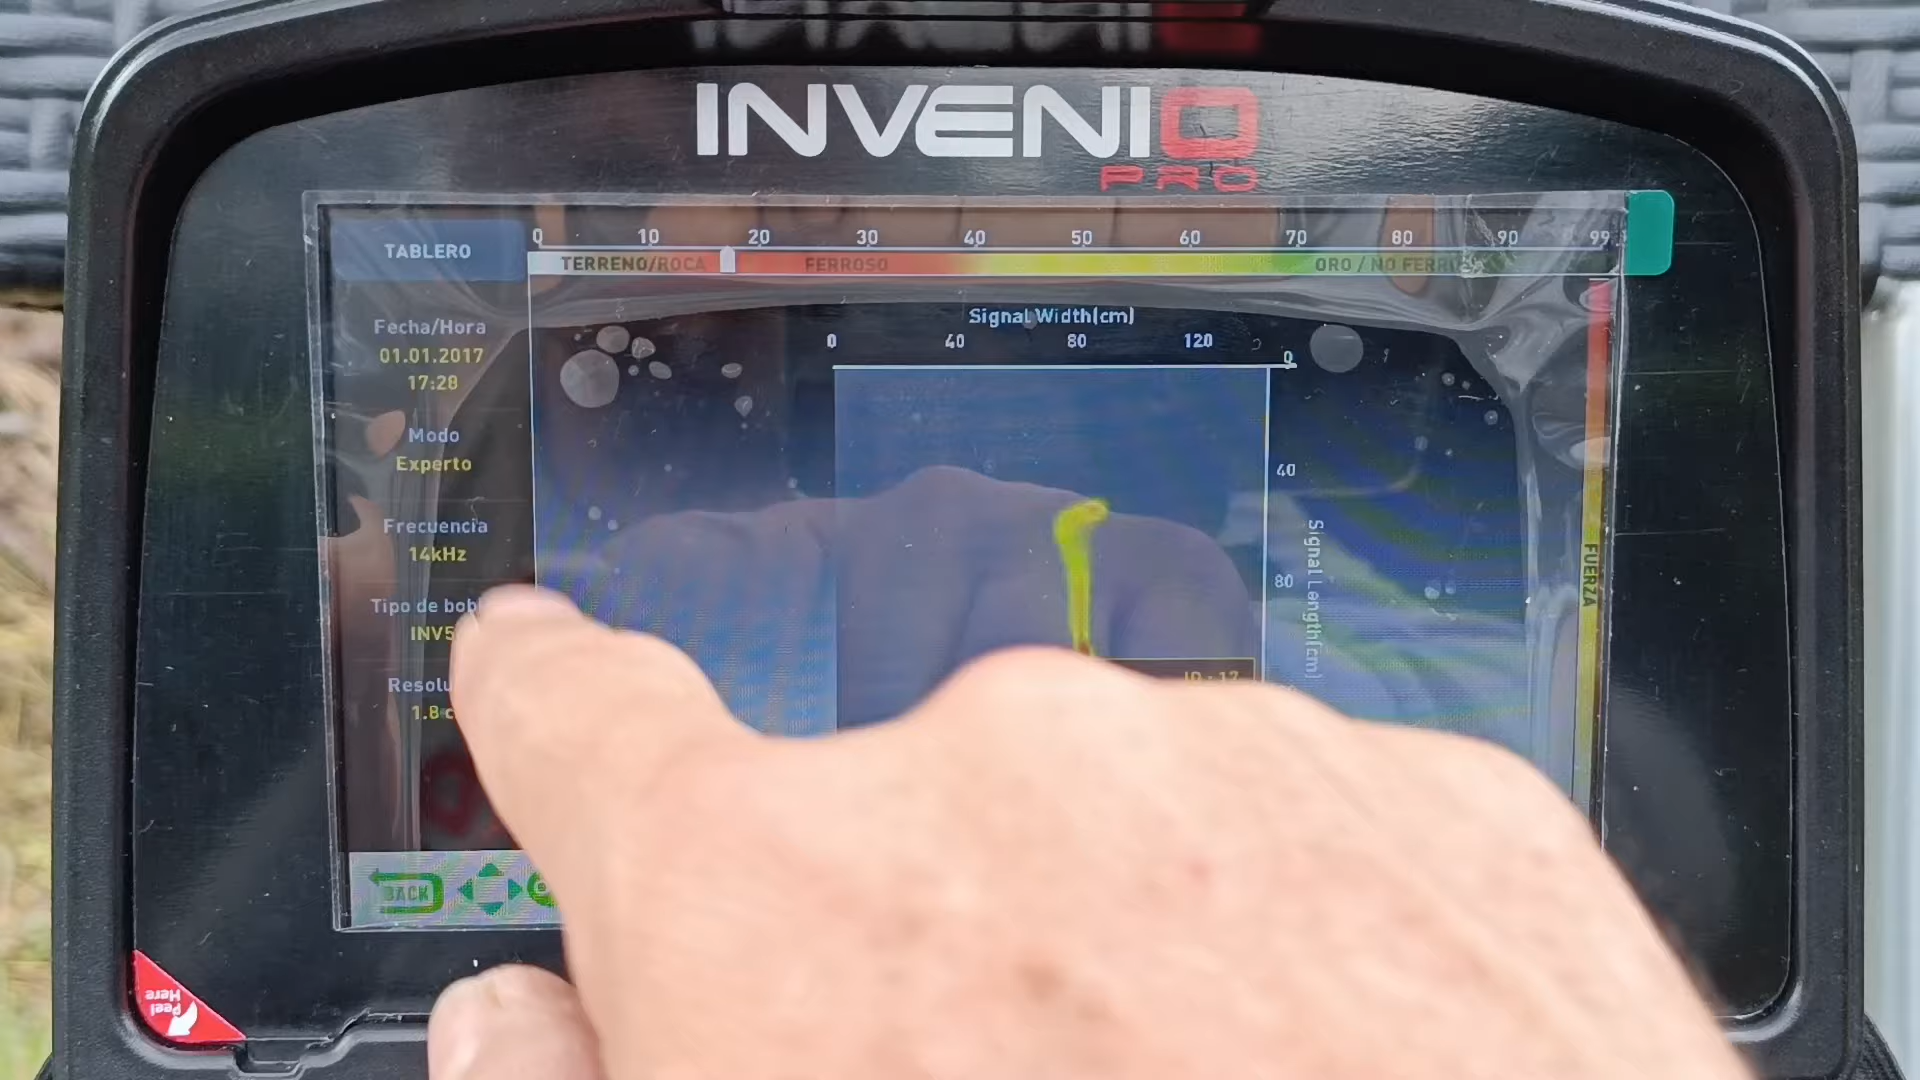 INVENIO
PRO
TABLERO
0 10 20 30 40 50 60 70 80 90 99
TERRENO/ROCA FERROSO ORO / NO FERR
Signal Width(cm)
0 40 80 120
0
40
80
Signal Length(cm)
FUERZA
Fecha/Hora
01.01.2017
17:28
Modo
Experto
Frecuencia
14kHz
Tipo de bob
INV5
Resolu
1.8 c
ID : 17
BACK
Peel
Here